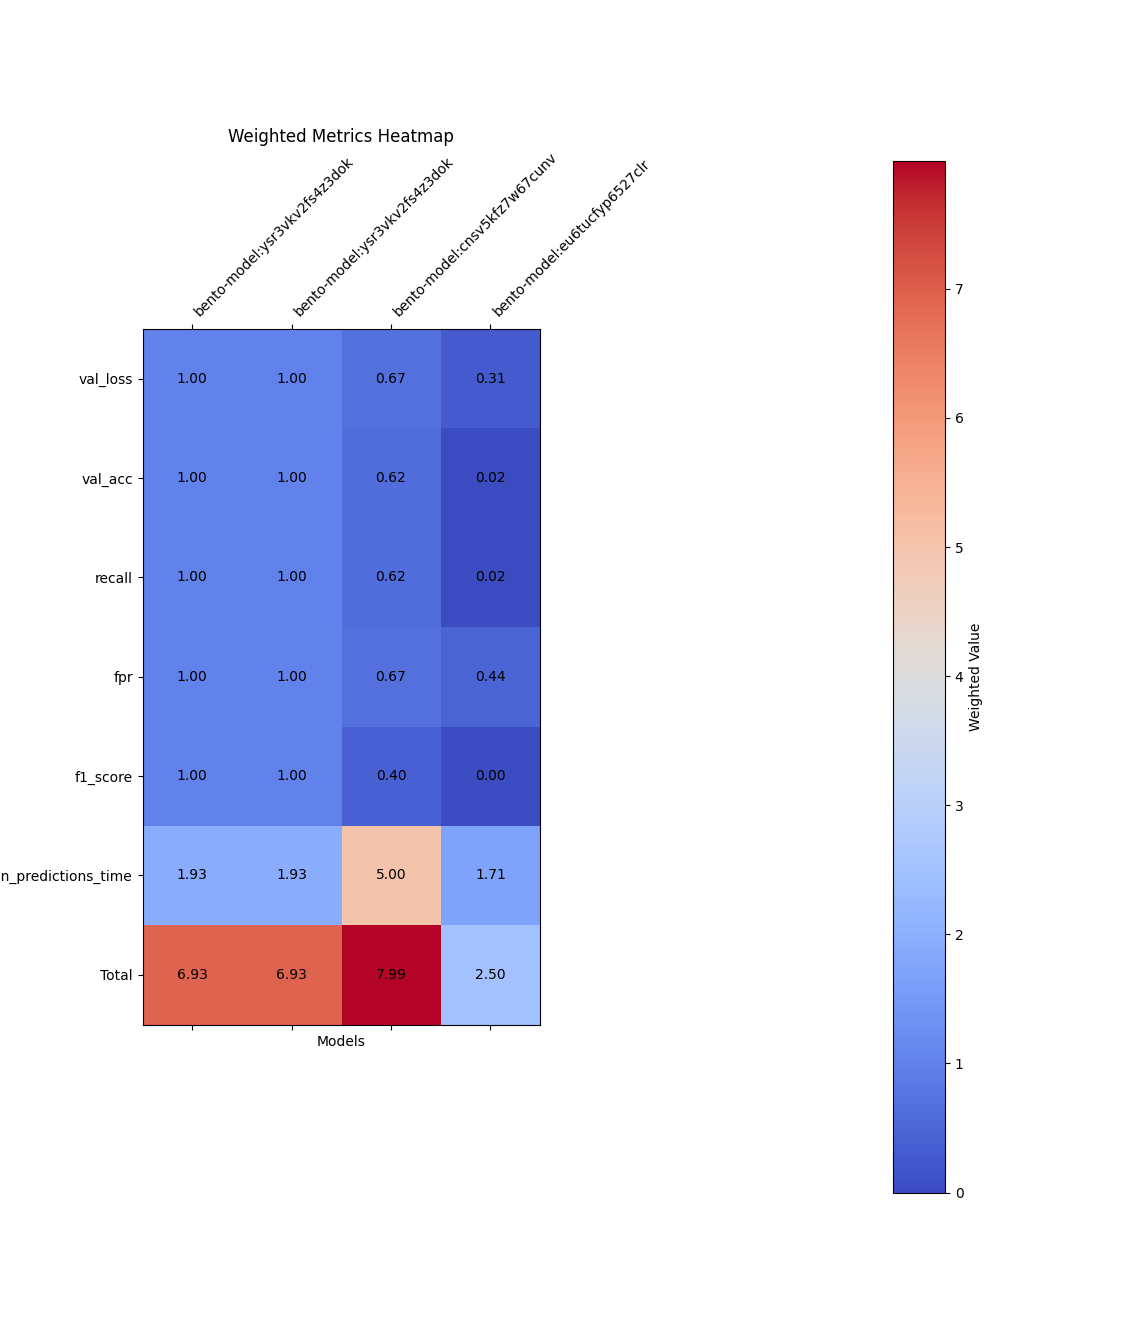 Weighted Metrics Heatmap
bento-model:ysr3vkv2fs4z3dok
bento-model:ysr3vkv2fs4z3dok
bento-model:cnsv5kfz7w67cunv
bento-model:eu6tucfyp6527clr
val_loss 1.00 1.00 0.67 0.31
val_acc 1.00 1.00 0.62 0.02
recall 1.00 1.00 0.62 0.02
fpr 1.00 1.00 0.67 0.44
f1_score 1.00 1.00 0.40 0.00
n_predictions_time 1.93 1.93 5.00 1.71
Total 6.93 6.93 7.99 2.50
Models
7
6
5
4
3
2
1
0
Weighted Value